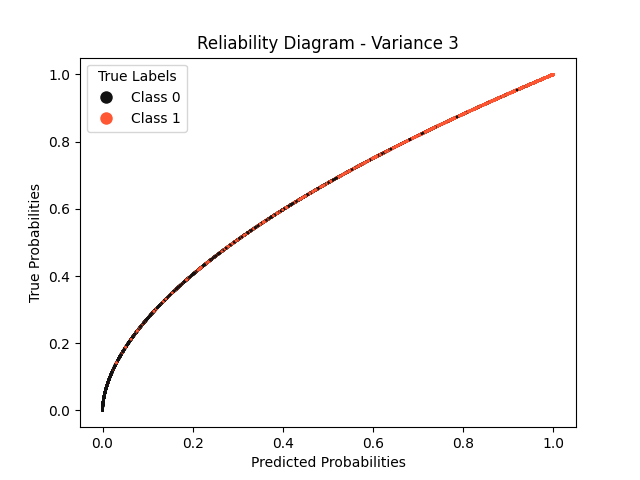 Reliability Diagram - Variance 3
True Labels
Class 0
Class 1
True Probabilities
1.0
0.8
0.6
0.4
0.2
0.0
0.0 0.2 0.4 0.6 0.8 1.0
Predicted Probabilities